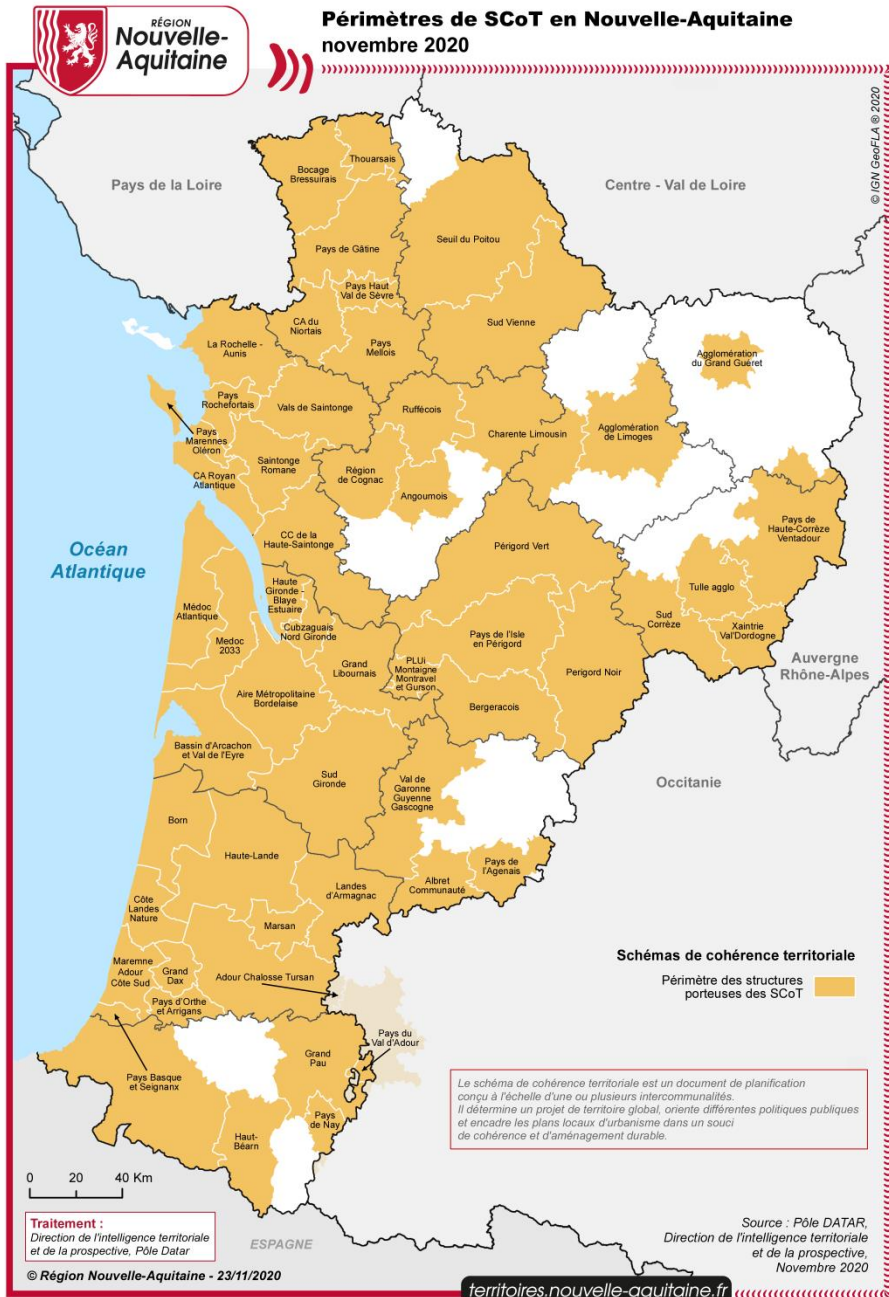 RÉGION
Nouvelle-
Aquitaine
Périmètres de SCoT en Nouvelle-Aquitaine
novembre 2020
© IGN GeoFLA ® 2020
Pays de la Loire
Centre - Val de Loire
Thouarsais
Bocage
Bressuirais
Seuil du Poitou
Pays de Gâtine
Pays Haut
Val de Sèvre
CA du
Niortais
Sud Vienne
Pays
Mellois
La Rochelle -
Aunis
Agglomération
du Grand Guéret
Pays
Rochefortais
Vals de Saintonge
Ruffécois
Charente Limousin
Agglomération
de Limoges
Pays
Marennes
Oléron
Saintonge
Romane
Région
de Cognac
Angoumois
CA Royan
Atlantique
Pays de
Haute-Corrèze
Ventadour
CC de la
Haute-Saintonge
Périgord Vert
Océan
Atlantique
Haute
Gironde -
Blaye
Estuaire
Tulle agglo
Médoc
Atlantique
Sud
Corrèze
Xaintrie
Val'Dordogne
Cubzaguais
Nord Gironde
Medoc
2033
Pays de l'Isle
en Périgord
Grand
Libournais
PLUi
Montaigne
Montravel
et Gurson
Perigord Noir
Auvergne
Rhône-Alpes
Aire Métropolitaine
Bordelaise
Bergeracois
Bassin d'Arcachon
et Val de l'Eyre
Sud
Gironde
Val de
Garonne
Guyenne
Gascogne
Occitanie
Born
Haute-Lande
Pays de
l'Agenais
Albret
Communauté
Landes
d'Armagnac
Côte
Landes
Nature
Marsan
Maremne
Adour
Côte Sud
Grand
Dax
Adour Chalosse Tursan
Pays d'Orthe
et Arrigans
Schémas de cohérence territoriale
Périmètre des structures
porteuses des SCoT
Pays du
Val d'Adour
Grand
Pau
Pays Basque
et Seignanx
Pays
de Nay
Haut-
Béarn
Le schéma de cohérence territoriale est un document de planification
conçu à l'échelle d'une ou plusieurs intercommunalités.
Il détermine un projet de territoire global, oriente différentes politiques publiques
et encadre les plans locaux d'urbanisme dans un souci
de cohérence et d'aménagement durable.
0 20 40 Km
Traitement :
Direction de l'intelligence territoriale
et de la prospective, Pôle Datar
ESPAGNE
Source : Pôle DATAR,
Direction de l'intelligence territoriale
et de la prospective,
Novembre 2020
© Région Nouvelle-Aquitaine - 23/11/2020
territoires.nouvelle-aquitaine.fr